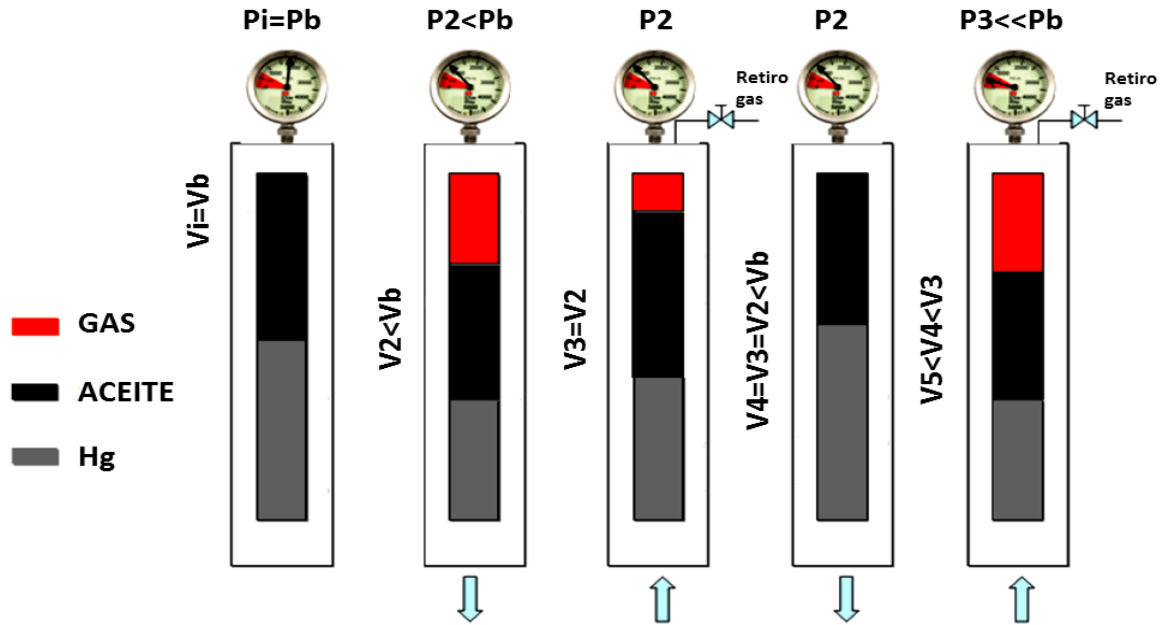 Pi=Pb
P2<Pb
P2
P2
P3<<Pb
Retiro
gas
Retiro
gas
Vi=Vb
V2<Vb
V3=V2
V4=V3=V2<Vb
V5<V4<V3
GAS
ACEITE
Hg